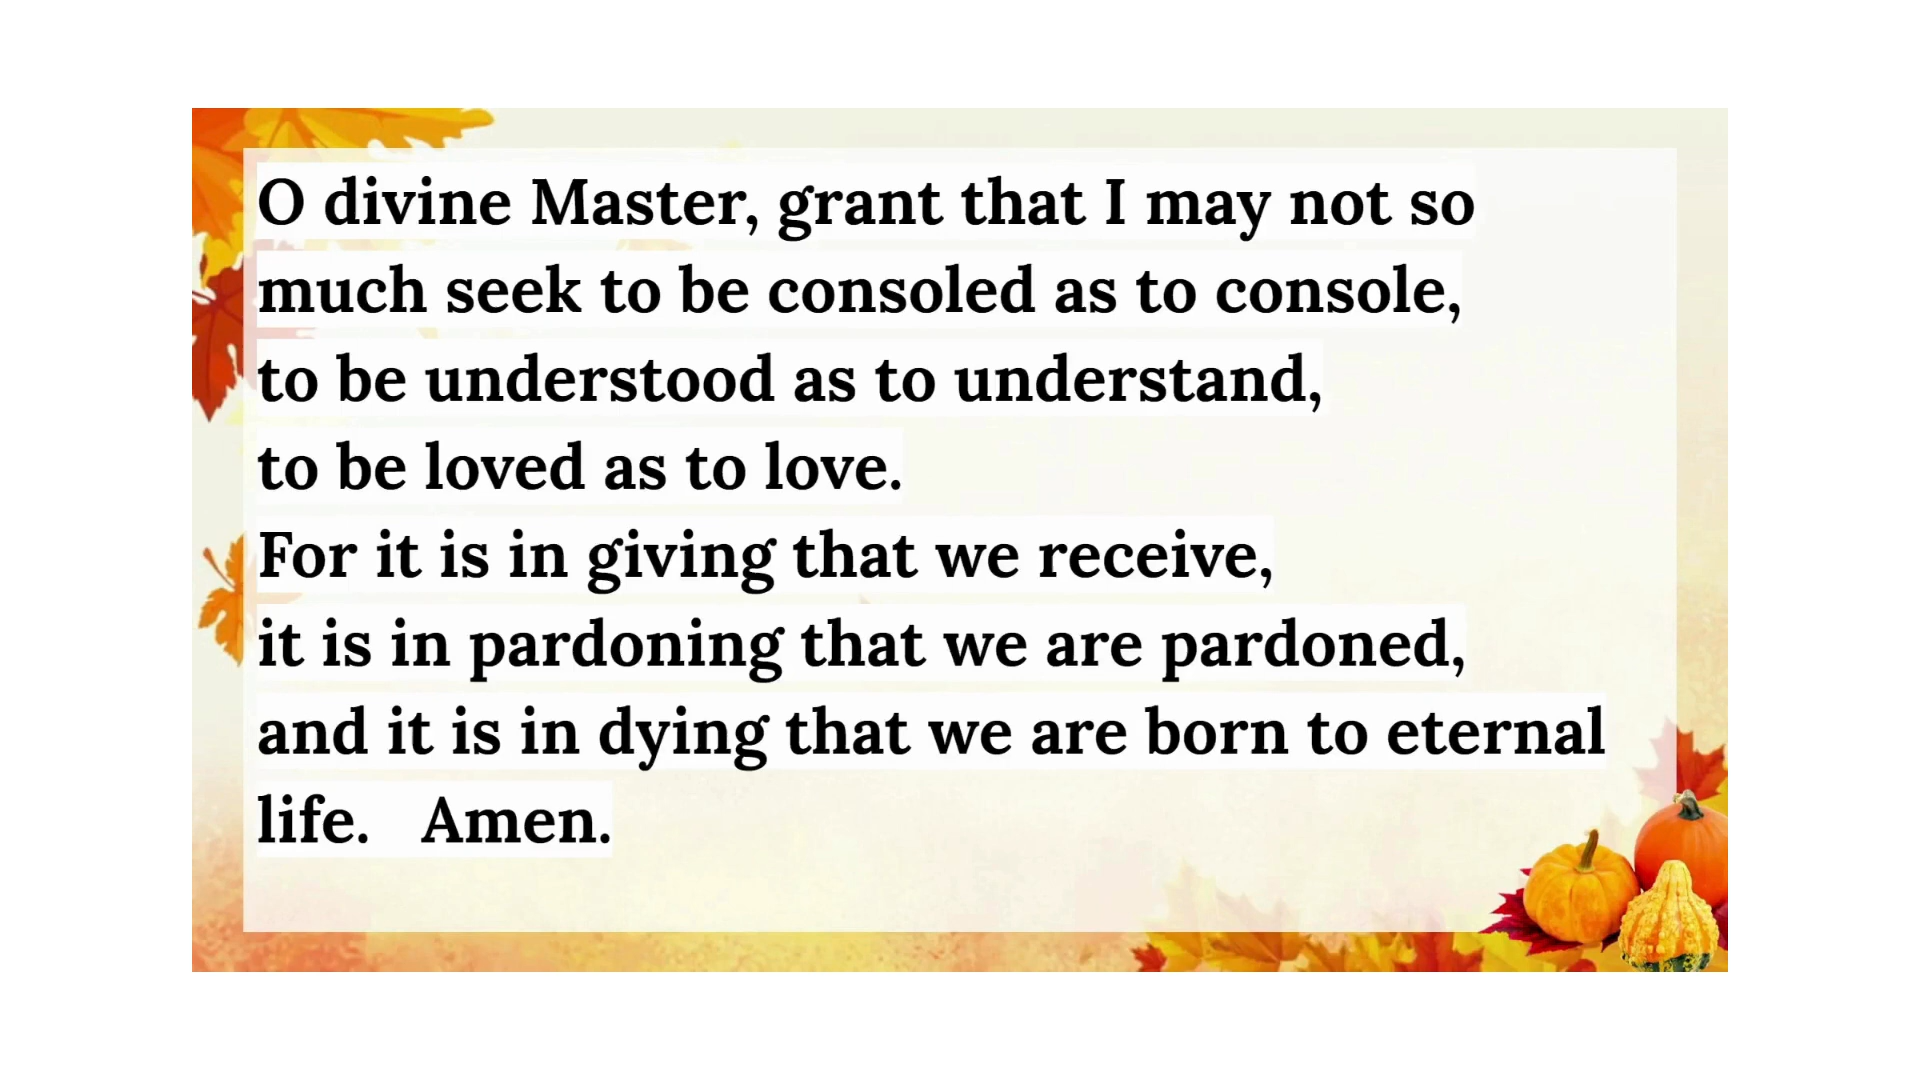 O divine Master, grant that I may not so
much seek to be consoled as to console,
to be understood as to understand,
to be loved as to love.
For it is in giving that we receive,
it is in pardoning that we are pardoned,
and it is in dying that we are born to eternal
life.   Amen.